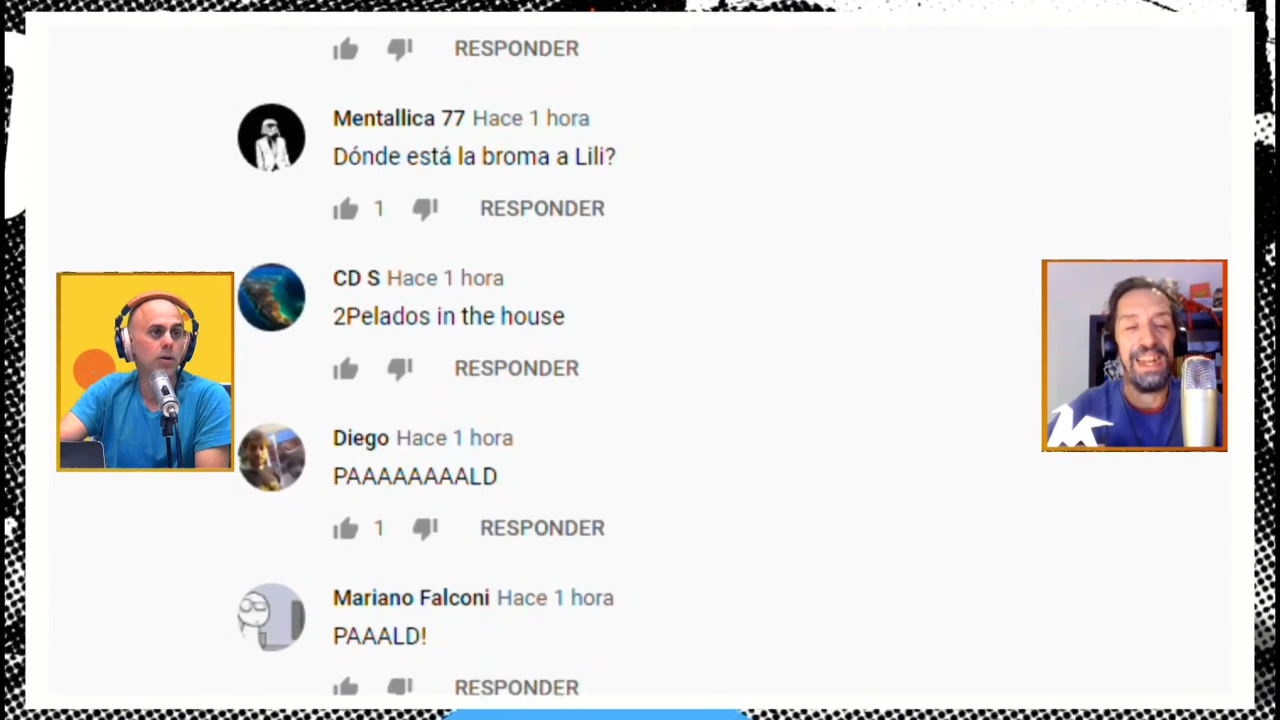 RESPONDER
Mentallica 77 Hace 1 hora
Dónde está la broma a Lili?
1 RESPONDER
CD S Hace 1 hora
2Pelados in the house
RESPONDER
Diego Hace 1 hora
PAAAAAAAALD
1 RESPONDER
Mariano Falconi Hace 1 hora
PAAALD!
RESPONDER